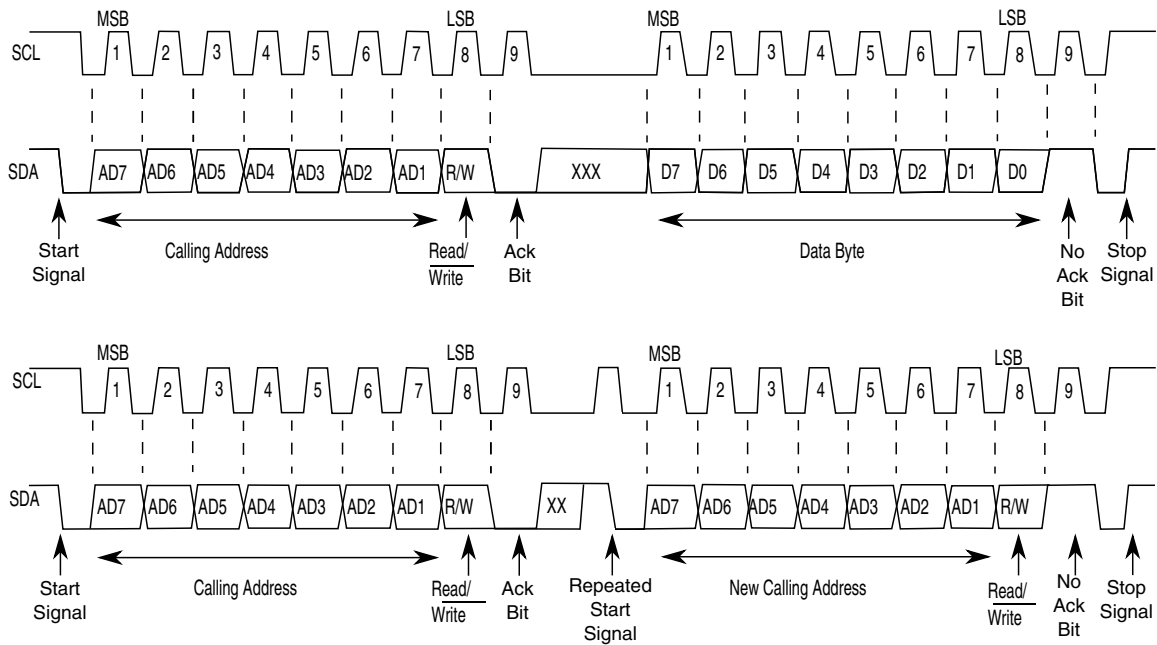 MSB LSB MSB LSB
SCL 1 2 3 4 5 6 7 8 9 1 2 3 4 5 6 7 8 9
SDA AD7 AD6 AD5 AD4 AD3 AD2 AD1 R/W XXX D7 D6 D5 D4 D3 D2 D1 D0
Start Signal
Calling Address
Read/ Write
Ack Bit
Data Byte
No Ack Bit
Stop Signal
MSB LSB MSB LSB
SCL 1 2 3 4 5 6 7 8 9 1 2 3 4 5 6 7 8 9
SDA AD7 AD6 AD5 AD4 AD3 AD2 AD1 R/W XX AD7 AD6 AD5 AD4 AD3 AD2 AD1 R/W
Start Signal
Calling Address
Read/ Write
Ack Bit
Repeated Start Signal
New Calling Address
Read/ Write
No Ack Bit
Stop Signal